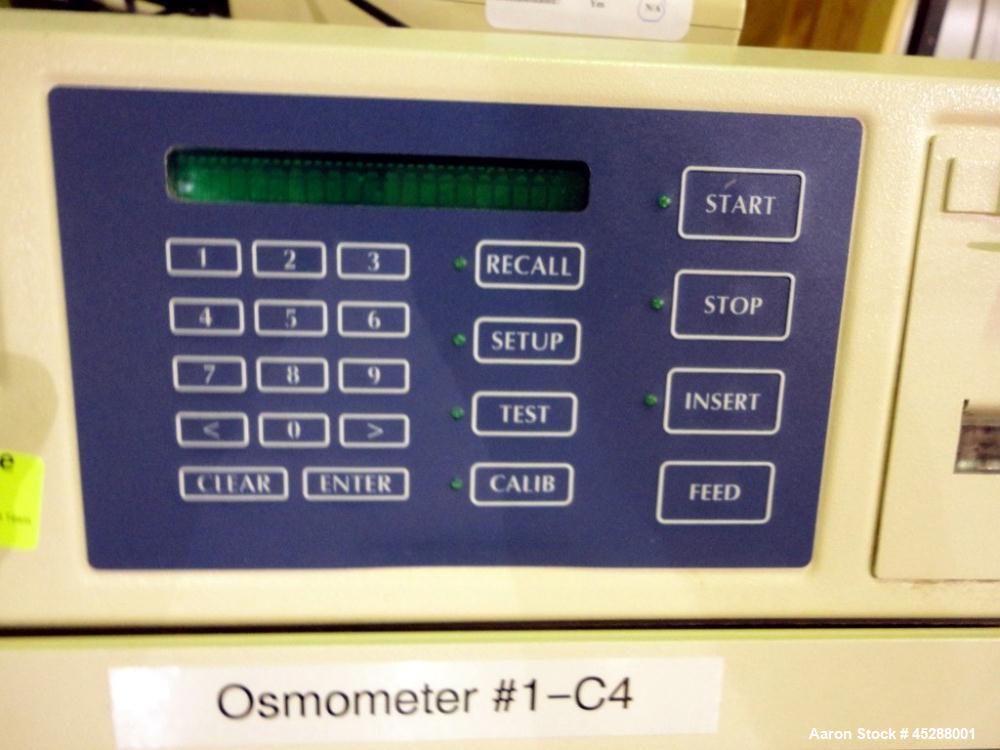 Yes N/A
START
1 2 3 RECALL
STOP
4 5 6 SETUP
7 8 9 TEST INSERT
< 0 >
CLEAR ENTER CALIB FEED
e
Osmometer #1–C4
Aaron Stock # 45288001